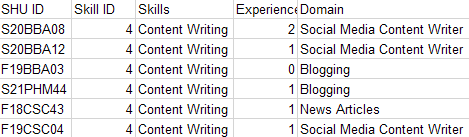 SHU ID Skill ID Skills Experience Domain
S20BBA08 4 Content Writing 2 Social Media Content Writer
S20BBA12 4 Content Writing 1 Social Media Content Writer
F19BBA03 4 Content Writing 0 Blogging
S21PHM44 4 Content Writing 1 Blogging
F18CSC43 4 Content Writing 1 News Articles
F19CSC04 4 Content Writing 1 Social Media Content Writer